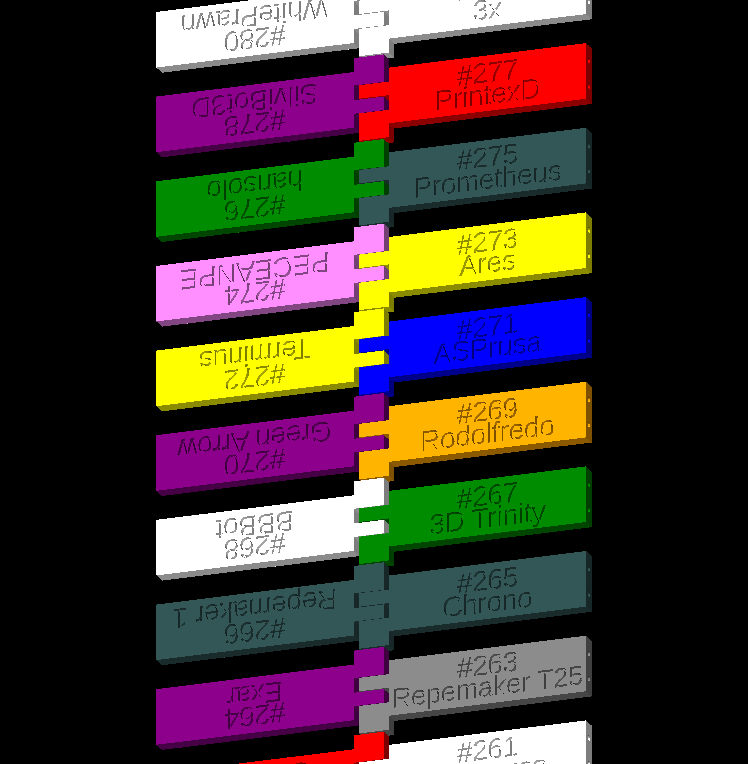 #280
WhitePrawn
3x
#278
SilviBot3D
#277
PrintexD
#276
hansolo
#275
Prometheus
#274
PECEANPE
#273
Ares
#272
Terminus
#271
ASPrusa
#270
Green Arrow
#269
Rodolfredo
#268
BBBot
#267
3D Trinity
#266
Repemaker 1
#265
Chrono
#264
Exar
#263
Repemaker T25
#261